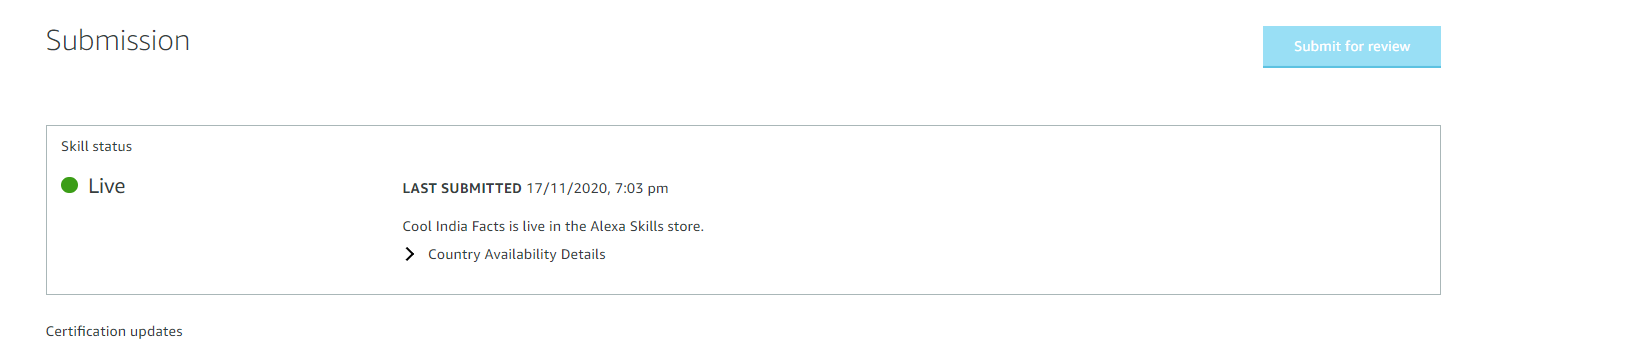 Submission
Submit for review
Skill status
Live
LAST SUBMITTED 17/11/2020, 7:03 pm
Cool India Facts is live in the Alexa Skills store.
Country Availability Details
Certification updates